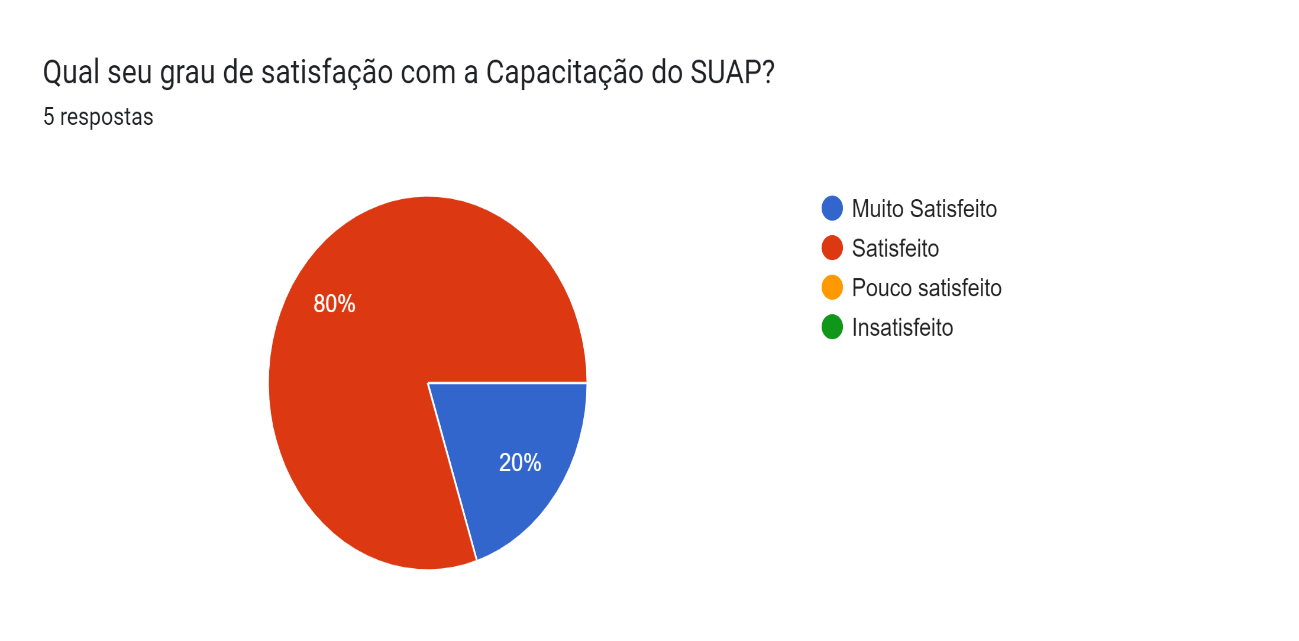 Qual seu grau de satisfação com a Capacitação do SUAP?
5 respostas
Muito Satisfeito
Satisfeito
Pouco satisfeito
Insatisfeito
80%
20%